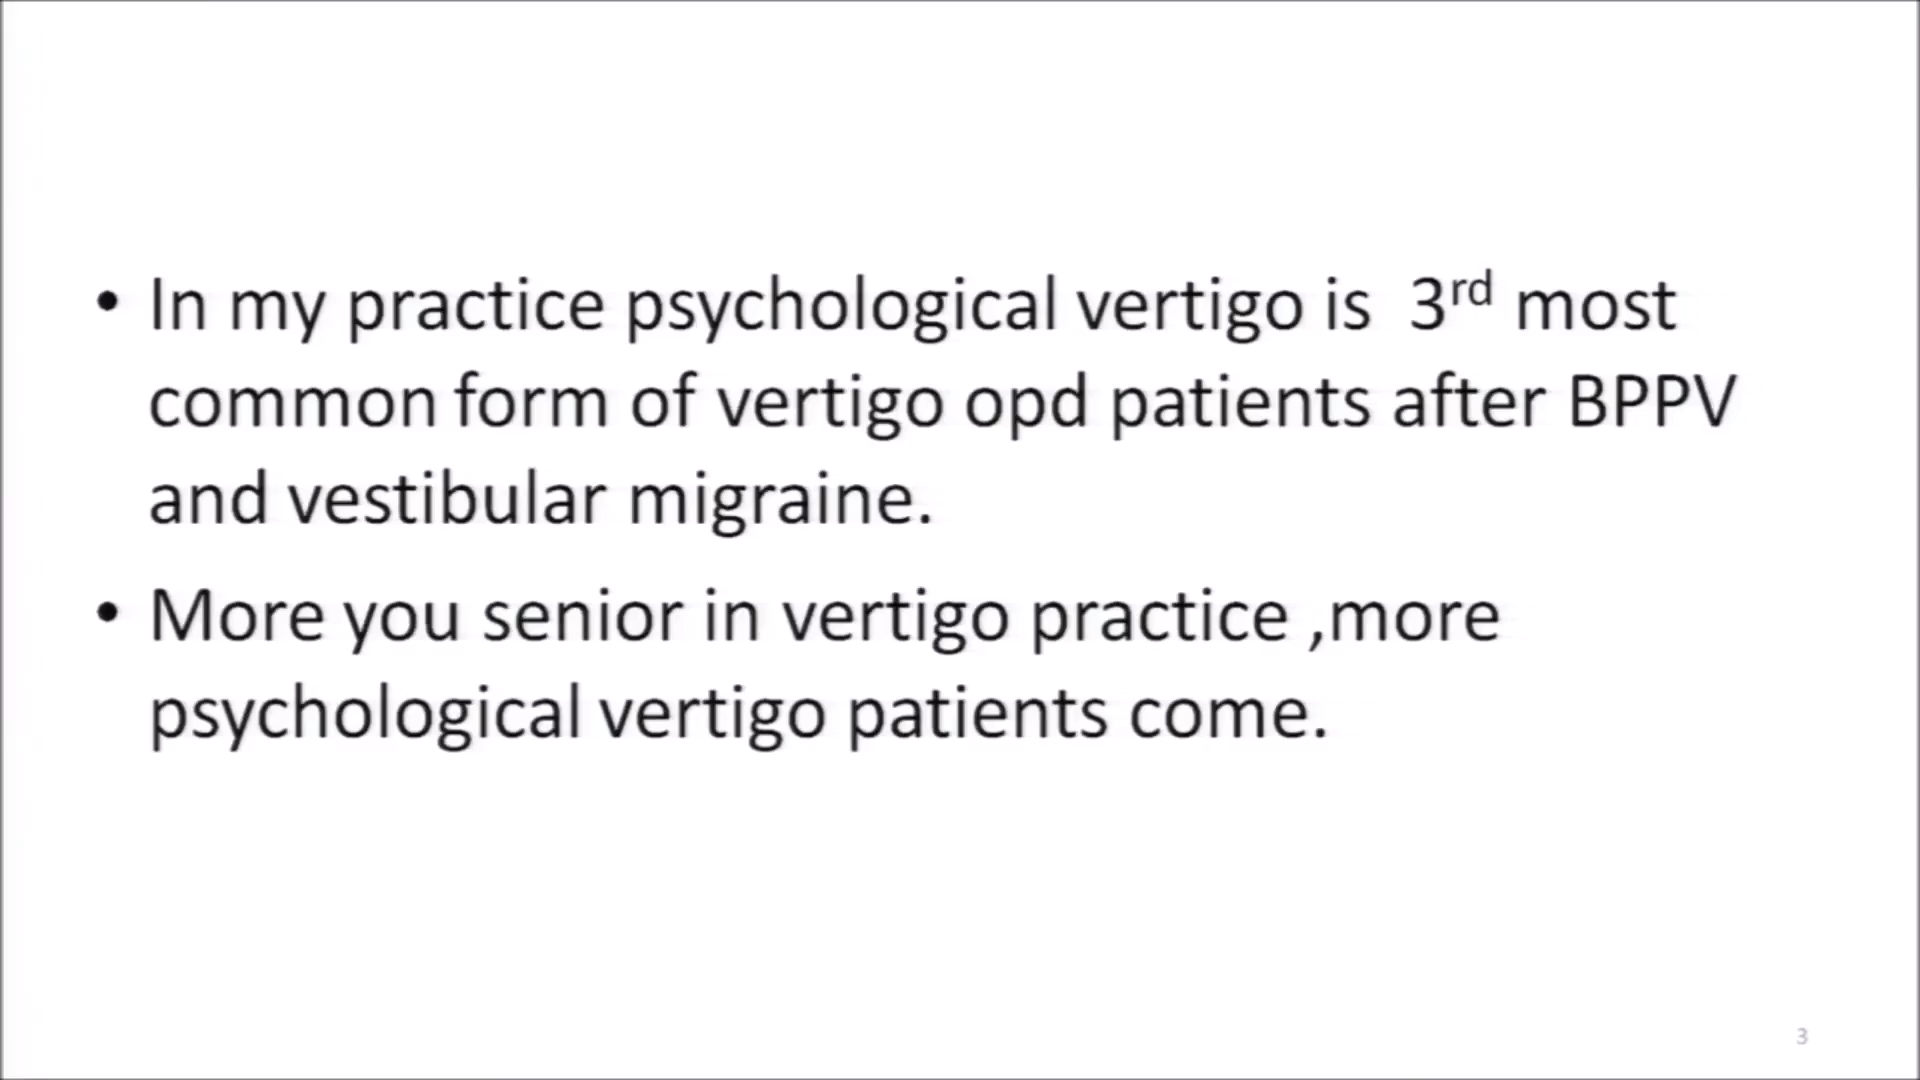 • In my practice psychological vertigo is  3rd most
common form of vertigo opd patients after BPPV
and vestibular migraine.
• More you senior in vertigo practice ,more
psychological vertigo patients come.
3